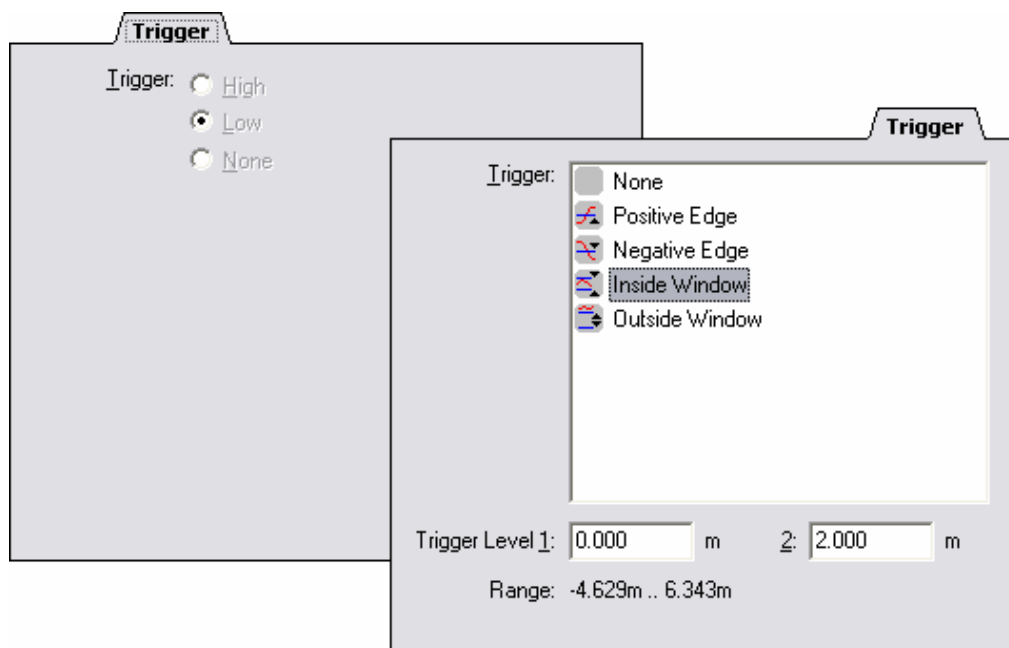 Trigger
Trigger: High
Low
None
Trigger
Trigger: None
Positive Edge
Negative Edge
Inside Window
Outside Window
Trigger Level 1: 0.000 m 2: 2.000 m
Range: -4.629m .. 6.343m